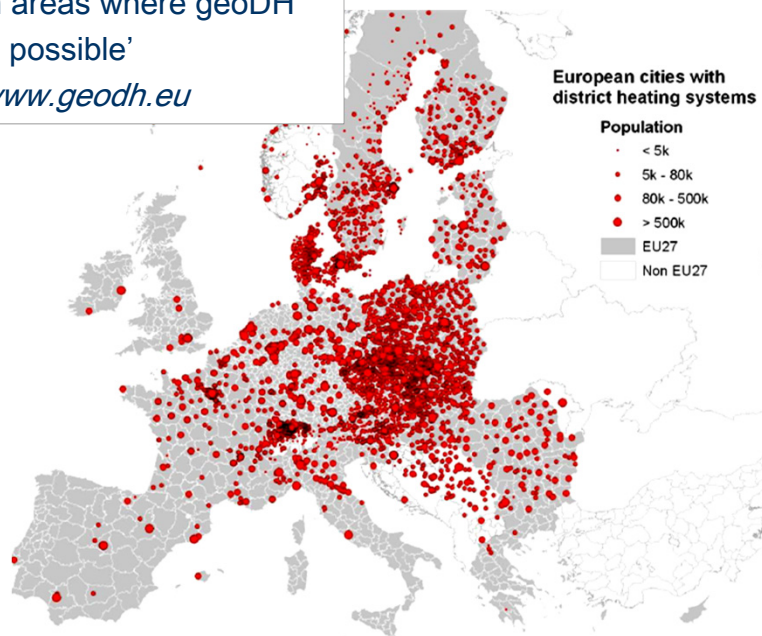 areas where geoDH
possible’
www.geodh.eu
European cities with
district heating systems
Population
< 5k
5k - 80k
80k - 500k
> 500k
EU27
Non EU27